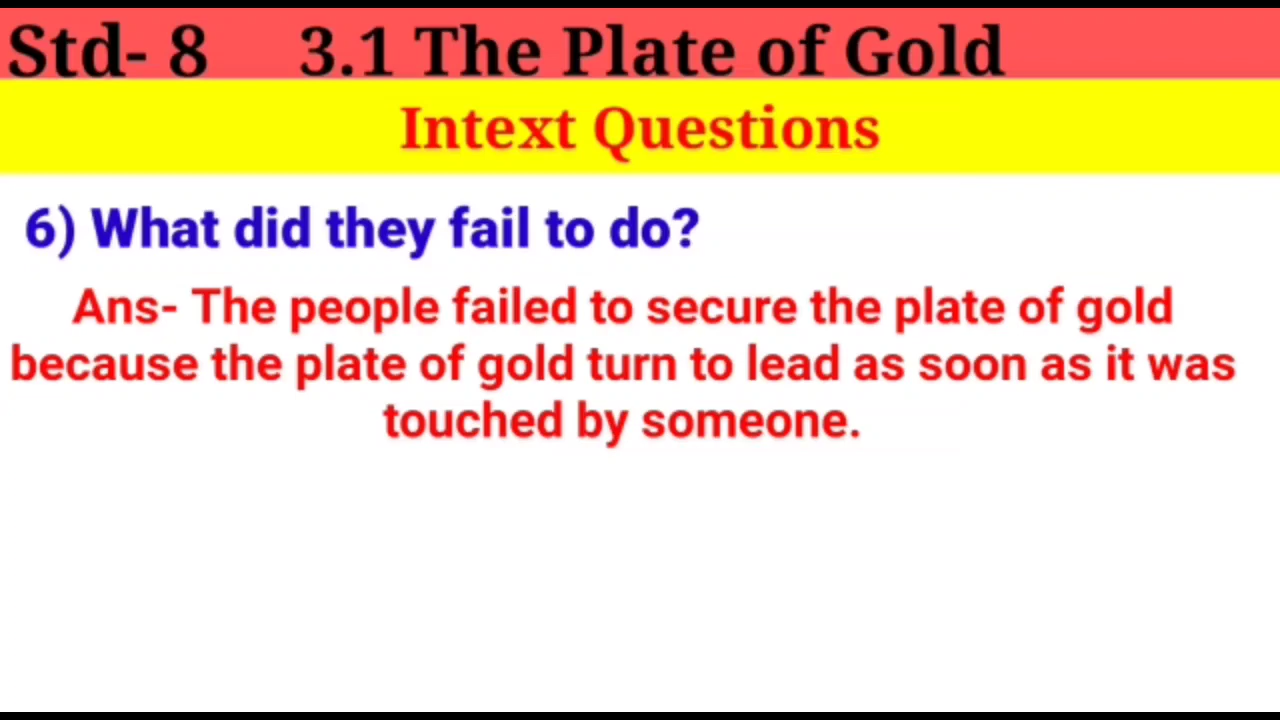 Std- 8 3.1 The Plate of Gold
Intext Questions
6) What did they fail to do?
Ans- The people failed to secure the plate of gold
because the plate of gold turn to lead as soon as it was
touched by someone.